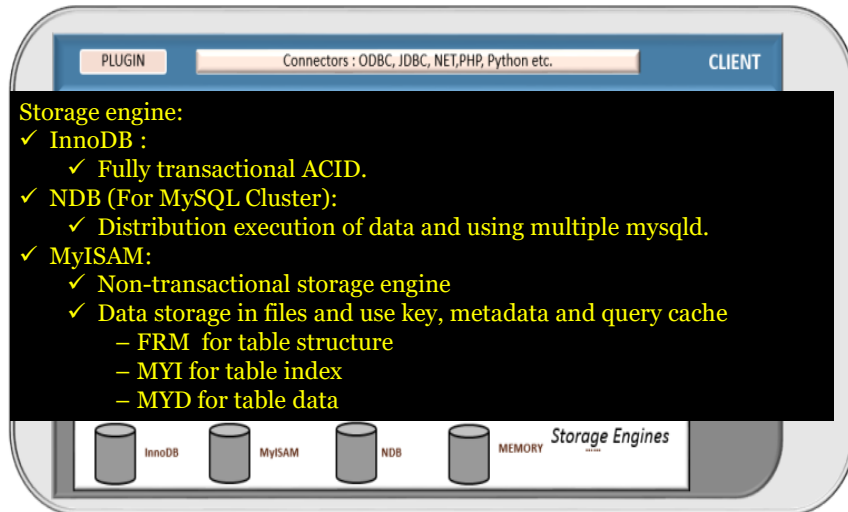 PLUGIN
Connectors : ODBC, JDBC, NET,PHP, Python etc.
CLIENT
Storage engine:
✓ InnoDB :
✓ Fully transactional ACID.
✓ NDB (For MySQL Cluster):
✓ Distribution execution of data and using multiple mysqld.
✓ MyISAM:
✓ Non-transactional storage engine
✓ Data storage in files and use key, metadata and query cache
– FRM  for table structure
– MYI for table index
– MYD for table data
InnoDB
MyISAM
NDB
MEMORY
Storage Engines